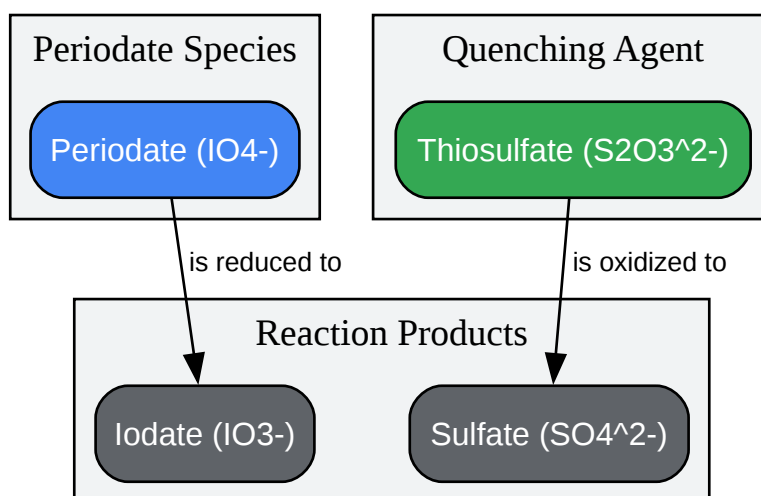 Periodate Species
Quenching Agent
Periodate (IO4-)
Thiosulfate (S2O3^2-)
is reduced to
is oxidized to
Reaction Products
Iodate (IO3-)
Sulfate (SO4^2-)